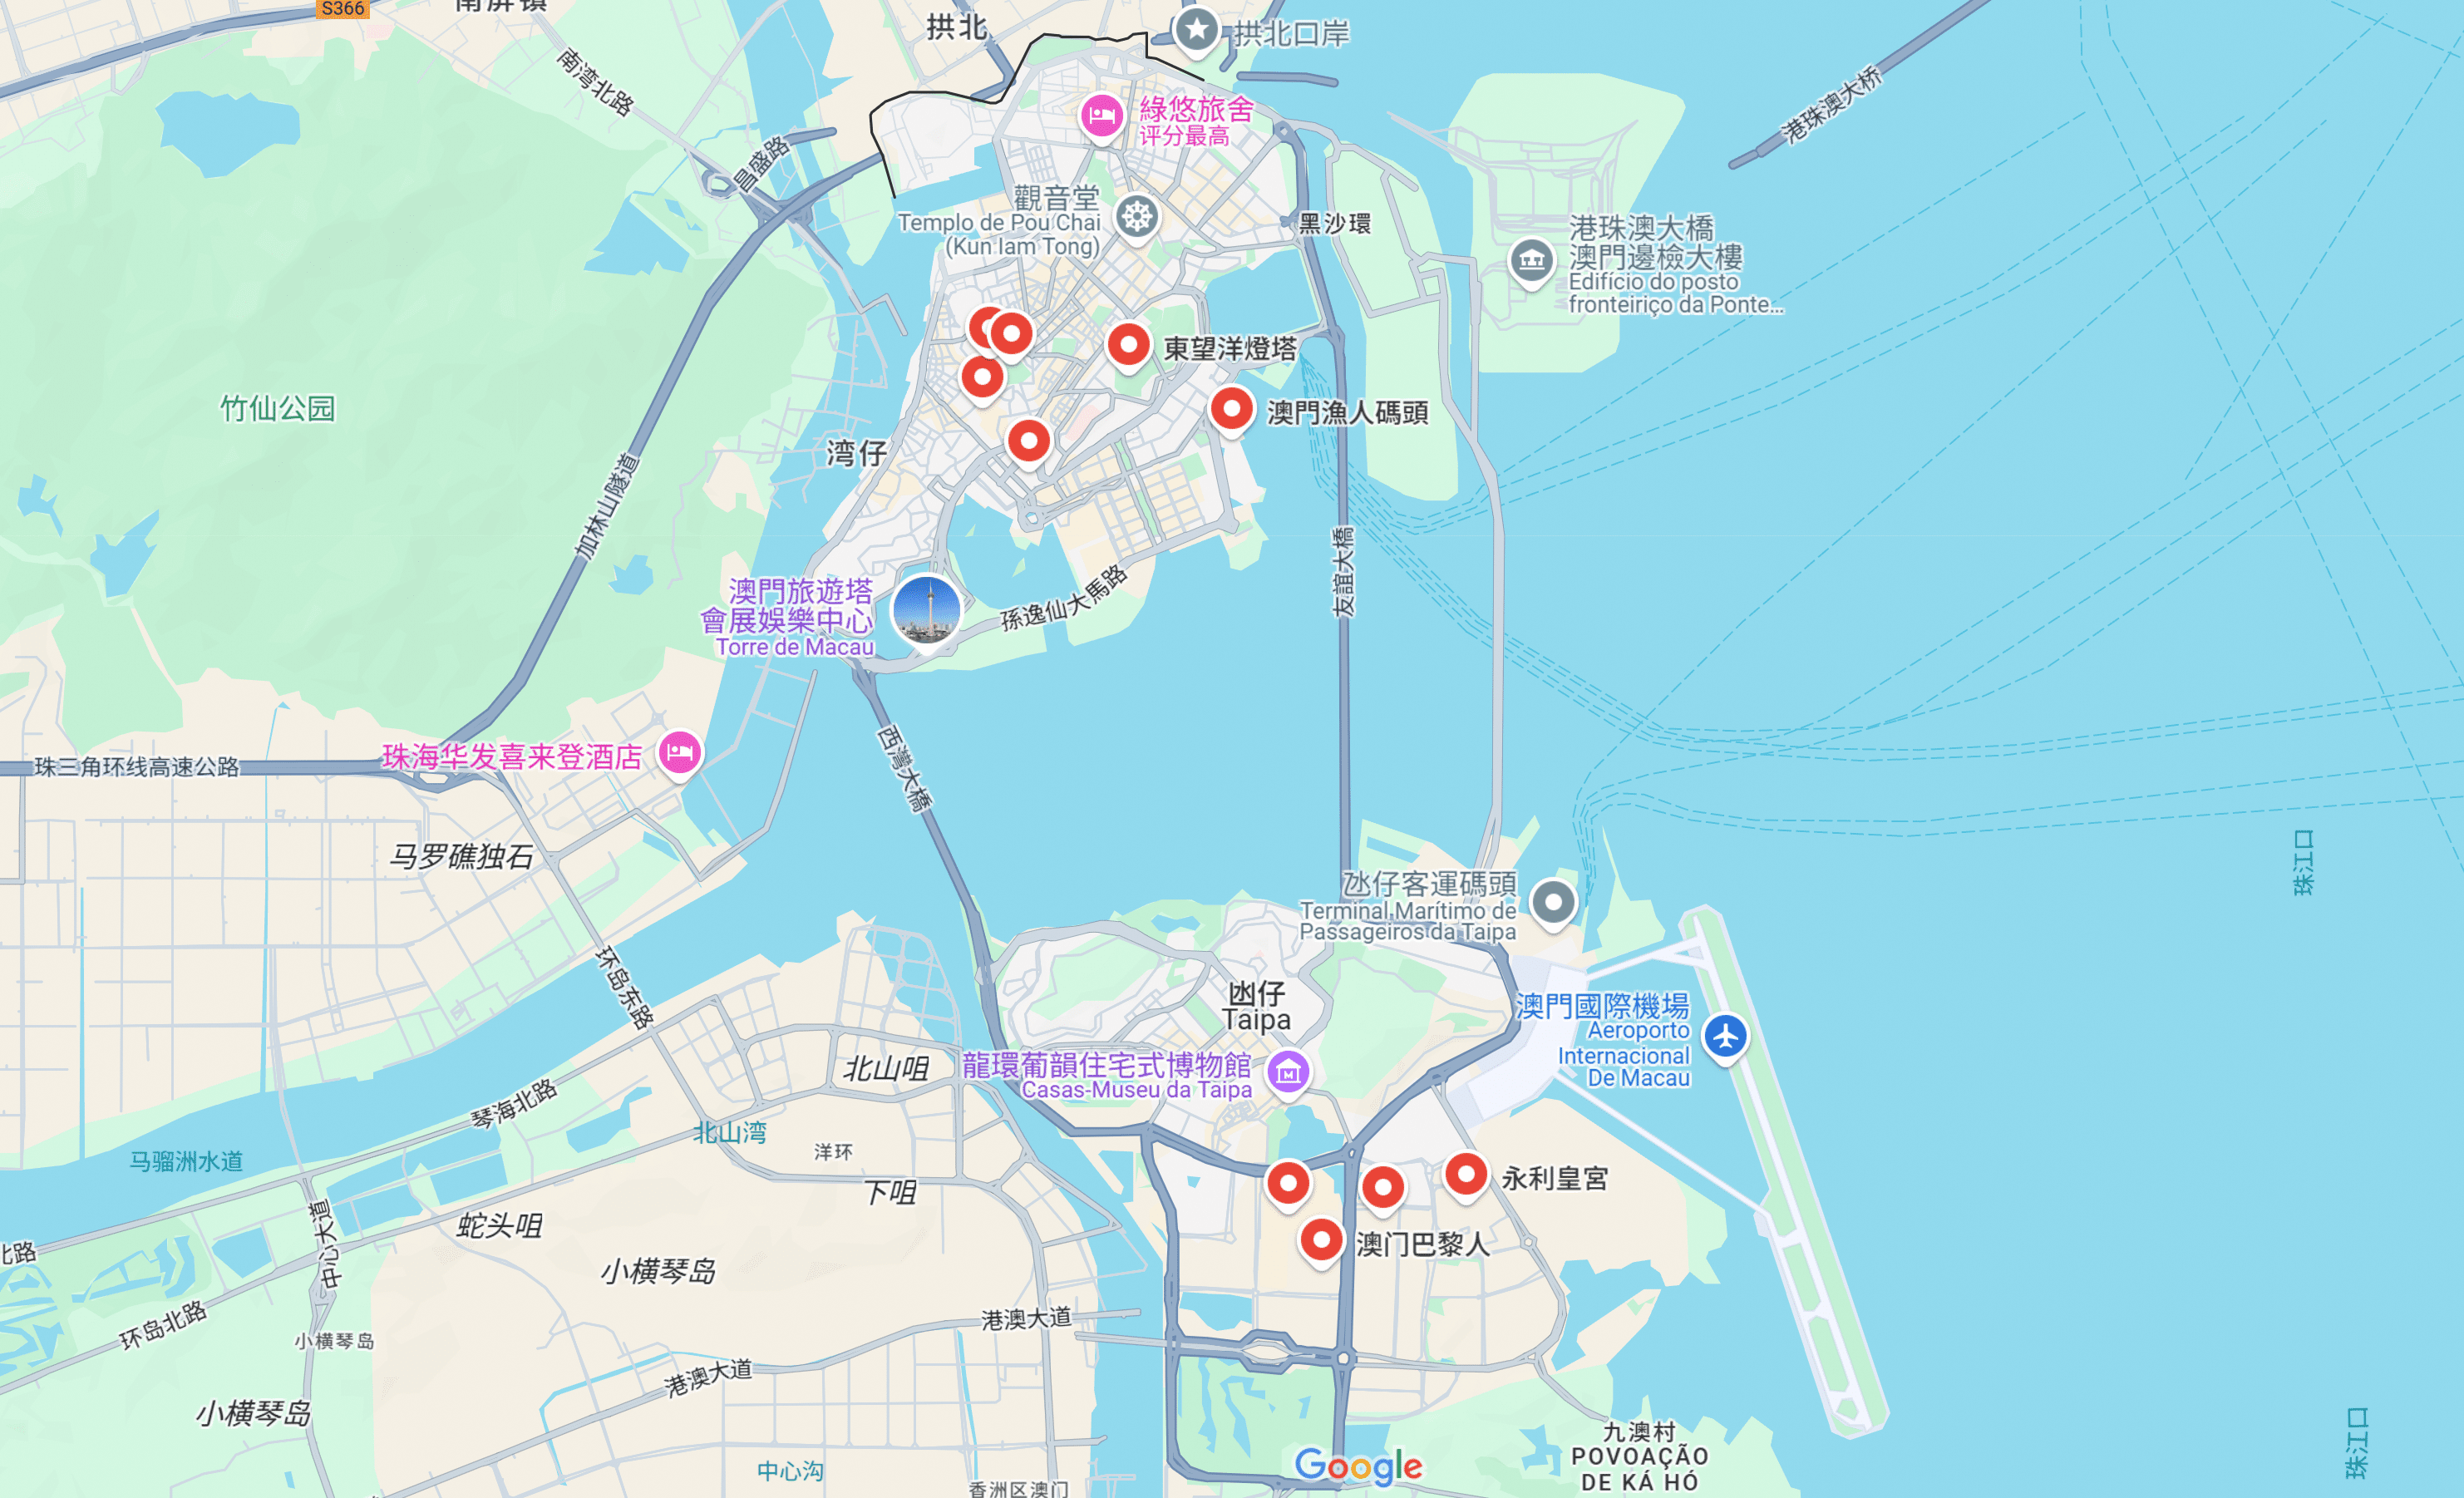 S366
南屏镇
拱北
拱北口岸
南湾北路
港珠澳大桥
綠悠旅舍
评分最高
昌盛路
觀音堂
Templo de Pou Chai
(Kun Iam Tong)
黑沙環
港珠澳大橋
澳門邊檢大樓
Edifício do posto
fronteiriço da Ponte...
東望洋燈塔
竹仙公园
澳門漁人碼頭
湾仔
加林山隧道
友誼大橋
澳門旅遊塔
會展娛樂中心
Torre de Macau
孫逸仙大馬路
珠海华发喜来登酒店
珠三角环线高速公路
西灣大橋
马罗礁独石
珠江口
氹仔客運碼頭
Terminal Marítimo de
Passageiros da Taipa
环岛东路
氹仔
Taipa
澳門國際機場
Aeroporto
Internacional
De Macau
北山咀
龍環葡韻住宅式博物館
Casas-Museu da Taipa
琴海北路
北山湾
洋环
马骝洲水道
下咀
永利皇宮
蛇头咀
中心大道
北路
澳门巴黎人
小横琴岛
环岛北路
小横琴岛
港澳大道
港澳大道
小横琴岛
九澳村
POVOAÇÃO
DE KÁ HÓ
珠江口
Google
中心沟
香洲区澳门